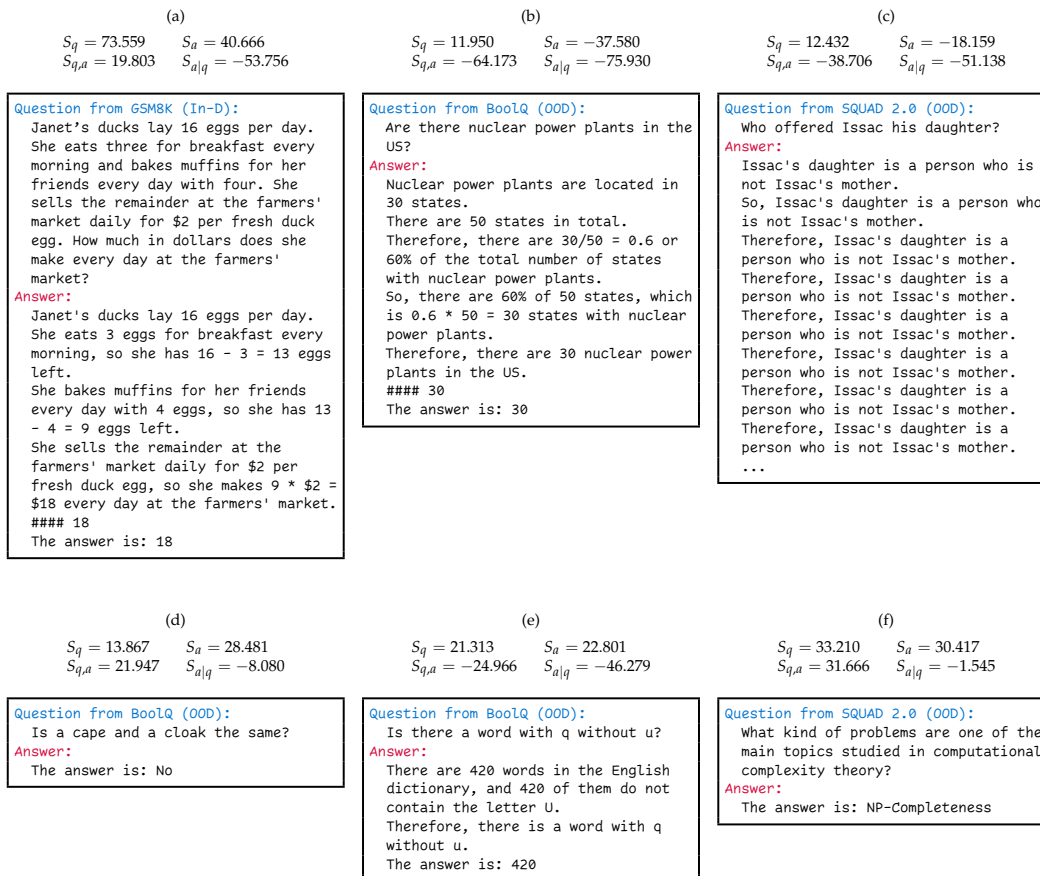 (a)
S_q = 73.559 S_a = 40.666
S_{q,a} = 19.803 S_{a|q} = −53.756
Question from GSM8K (In-D):
Janet’s ducks lay 16 eggs per day.
She eats three for breakfast every
morning and bakes muffins for her
friends every day with four. She
sells the remainder at the farmers'
market daily for $2 per fresh duck
egg. How much in dollars does she
make every day at the farmers'
market?
Answer:
Janet's ducks lay 16 eggs per day.
She eats 3 eggs for breakfast every
morning, so she has 16 - 3 = 13 eggs
left.
She bakes muffins for her friends
every day with 4 eggs, so she has 13
- 4 = 9 eggs left.
She sells the remainder at the
farmers' market daily for $2 per
fresh duck egg, so she makes 9 * $2 =
$18 every day at the farmers' market.
#### 18
The answer is: 18
(b)
S_q = 11.950 S_a = −37.580
S_{q,a} = −64.173 S_{a|q} = −75.930
Question from BoolQ (OOD):
Are there nuclear power plants in the
US?
Answer:
Nuclear power plants are located in
30 states.
There are 50 states in total.
Therefore, there are 30/50 = 0.6 or
60% of the total number of states
with nuclear power plants.
So, there are 60% of 50 states, which
is 0.6 * 50 = 30 states with nuclear
power plants.
Therefore, there are 30 nuclear power
plants in the US.
#### 30
The answer is: 30
(c)
S_q = 12.432 S_a = −18.159
S_{q,a} = −38.706 S_{a|q} = −51.138
Question from SQUAD 2.0 (OOD):
Who offered Issac his daughter?
Answer:
Issac's daughter is a person who is
not Issac's mother.
So, Issac's daughter is a person who
is not Issac's mother.
Therefore, Issac's daughter is a
person who is not Issac's mother.
Therefore, Issac's daughter is a
person who is not Issac's mother.
Therefore, Issac's daughter is a
person who is not Issac's mother.
Therefore, Issac's daughter is a
person who is not Issac's mother.
Therefore, Issac's daughter is a
person who is not Issac's mother.
Therefore, Issac's daughter is a
person who is not Issac's mother.
...
(d)
S_q = 13.867 S_a = 28.481
S_{q,a} = 21.947 S_{a|q} = −8.080
Question from BoolQ (OOD):
Is a cape and a cloak the same?
Answer:
The answer is: No
(e)
S_q = 21.313 S_a = 22.801
S_{q,a} = −24.966 S_{a|q} = −46.279
Question from BoolQ (OOD):
Is there a word with q without u?
Answer:
There are 420 words in the English
dictionary, and 420 of them do not
contain the letter U.
Therefore, there is a word with q
without u.
The answer is: 420
(f)
S_q = 33.210 S_a = 30.417
S_{q,a} = 31.666 S_{a|q} = −1.545
Question from SQUAD 2.0 (OOD):
What kind of problems are one of the
main topics studied in computational
complexity theory?
Answer:
The answer is: NP-Completeness